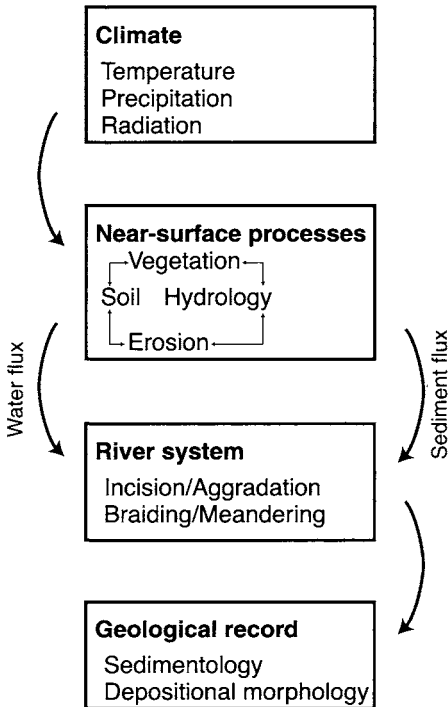 Climate
Temperature
Precipitation
Radiation
Near-surface processes
Vegetation
Soil Hydrology
Erosion
Water flux
Sediment flux
River system
Incision/Aggradation
Braiding/Meandering
Geological record
Sedimentology
Depositional morphology